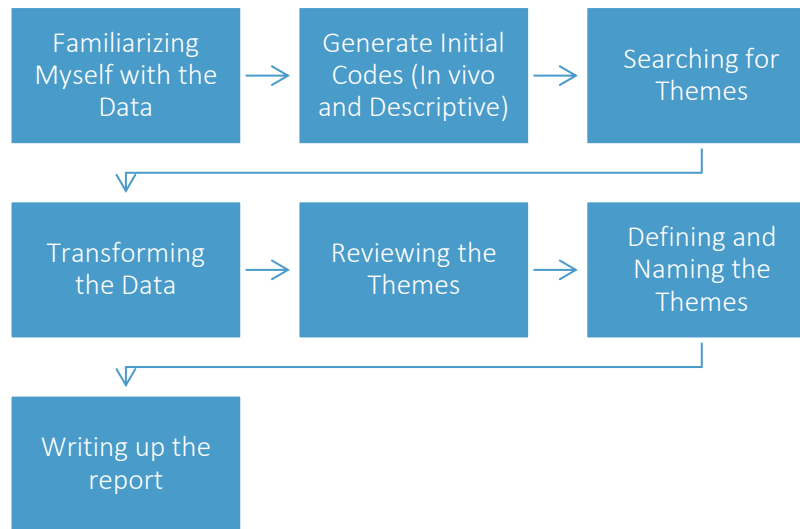 Familiarizing
Myself with the
Data
Generate Initial
Codes (In vivo
and Descriptive)
Searching for
Themes
Transforming
the Data
Reviewing the
Themes
Defining and
Naming the
Themes
Writing up the
report